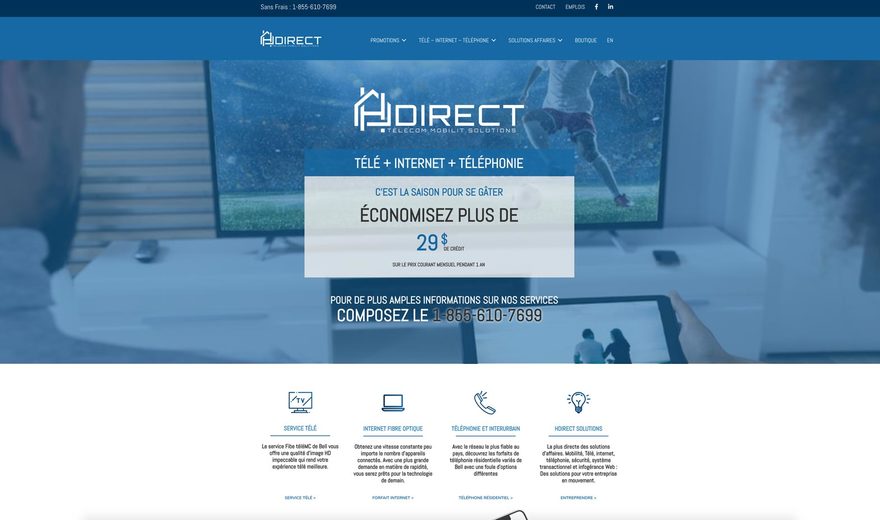 Sans Frais : 1-855-610-7699
CONTACT
EMPLOIS
HDIRECT
PROMOTIONS
TÉLÉ – INTERNET – TÉLÉPHONE
SOLUTIONS AFFAIRES
BOUTIQUE
EN
HDIRECT
TÉLÉCOM MOBILIT SOLUTIONS
TÉLÉ + INTERNET + TÉLÉPHONIE
C'EST LA SAISON POUR SE GÂTER
ÉCONOMISEZ PLUS DE
29$
DE CRÉDIT
SUR LE PRIX COURANT MENSUEL PENDANT 1 AN
POUR DE PLUS AMPLES INFORMATIONS SUR NOS SERVICES
COMPOSEZ LE 1-855-610-7699
TV
SERVICE TÉLÉ
Le service Fibe téléMC de Bell vous
offre une qualité d'image HD
impeccable qui rend votre
expérience télé meilleure.
SERVICE TÉLÉ »
INTERNET FIBRE OPTIQUE
Obtenez une vitesse constante peu
importe le nombre d'appareils
connectés. Avec une plus grande
demande en matière de rapidité,
vous serez prêts pour la technologie
de demain.
FORFAIT INTERNET »
TÉLÉPHONIE ET INTERURBAIN
Avec le réseau le plus fiable au
pays, découvrez les forfaits de
téléphonie résidentielle variés de
Bell avec une foule d'options
différentes
TÉLÉPHONIE RÉSIDENTIEL »
HDIRECT SOLUTIONS
La plus directe des solutions
d'affaires. Mobilité, Télé, internet,
téléphonie, sécurité, système
transactionnel et infogérance Web :
Des solutions pour votre entreprise
en mouvement.
ENTREPRENDRE »